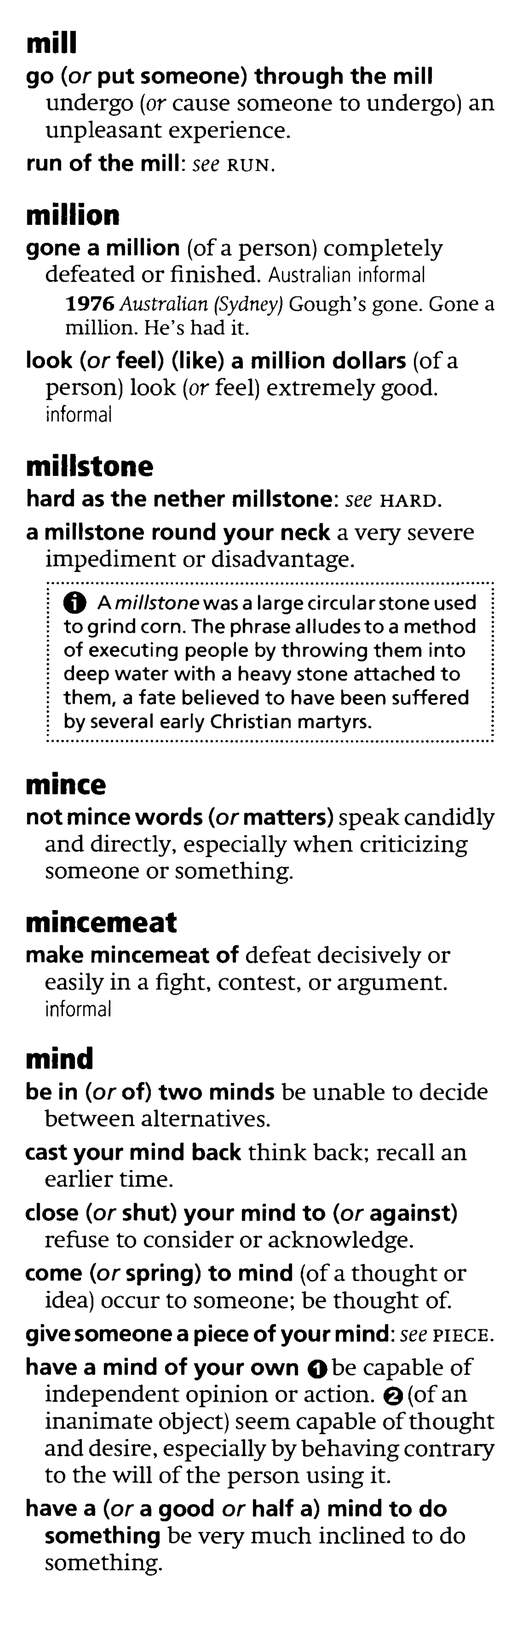 mill
go (or put someone) through the mill
undergo (or cause someone to undergo) an
unpleasant experience.
run of the mill: see RUN.
million
gone a million (of a person) completely
defeated or finished. Australian informal
1976 Australian (Sydney) Gough's gone. Gone a
million. He's had it.
look (or feel) (like) a million dollars (of a
person) look (or feel) extremely good.
informal
millstone
hard as the nether millstone: see HARD.
a millstone round your neck a very severe
impediment or disadvantage.
A millstone was a large circular stone used
to grind corn. The phrase alludes to a method
of executing people by throwing them into
deep water with a heavy stone attached to
them, a fate believed to have been suffered
by several early Christian martyrs.
mince
not mince words (or matters) speak candidly
and directly, especially when criticizing
someone or something.
mincemeat
make mincemeat of defeat decisively or
easily in a fight, contest, or argument.
informal
mind
be in (or of) two minds be unable to decide
between alternatives.
cast your mind back think back; recall an
earlier time.
close (or shut) your mind to (or against)
refuse to consider or acknowledge.
come (or spring) to mind (of a thought or
idea) occur to someone; be thought of.
give someone a piece of your mind: see PIECE.
have a mind of your own ❶ be capable of
independent opinion or action. ❷ (of an
inanimate object) seem capable of thought
and desire, especially by behaving contrary
to the will of the person using it.
have a (or a good or half a) mind to do
something be very much inclined to do
something.